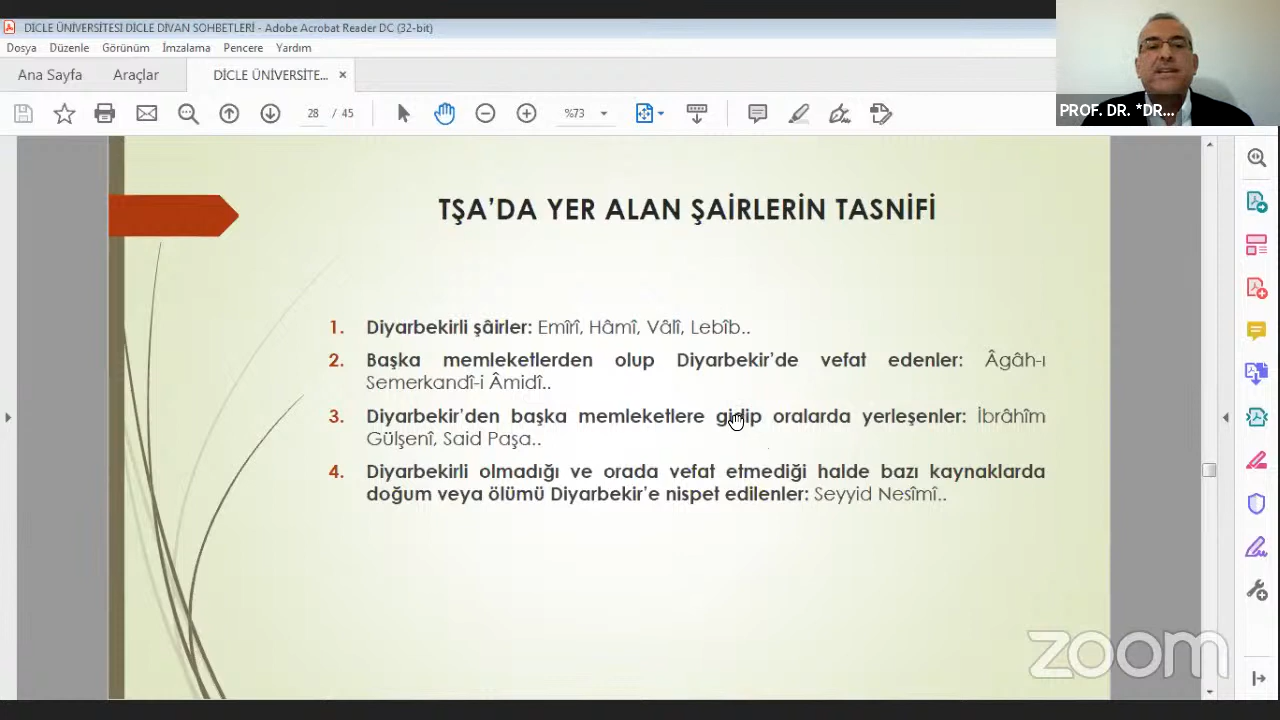 DİCLE ÜNİVERSİTESİ DİCLE DİVAN SOHBETLERİ - Adobe Acrobat Reader DC (32-bit)
Dosya Düzenle Görünüm İmzalama Pencere Yardım
Ana Sayfa Araçlar DİCLE ÜNİVERSİTE... ×
28 / 45 %73
PROF. DR. *DR...
TŞA’DA YER ALAN ŞAİRLERİN TASNİFİ
1. Diyarbekirli şâirler: Emîrî, Hâmî, Vâlî, Lebîb..
2. Başka memleketlerden olup Diyarbekir’de vefat edenler: Âgâh-ı
Semerkandî-i Âmidî..
3. Diyarbekir’den başka memleketlere gidip oralarda yerleşenler: İbrâhîm
Gülşenî, Said Paşa..
4. Diyarbekirli olmadığı ve orada vefat etmediği halde bazı kaynaklarda
doğum veya ölümü Diyarbekir’e nispet edilenler: Seyyid Nesîmî..
zoom